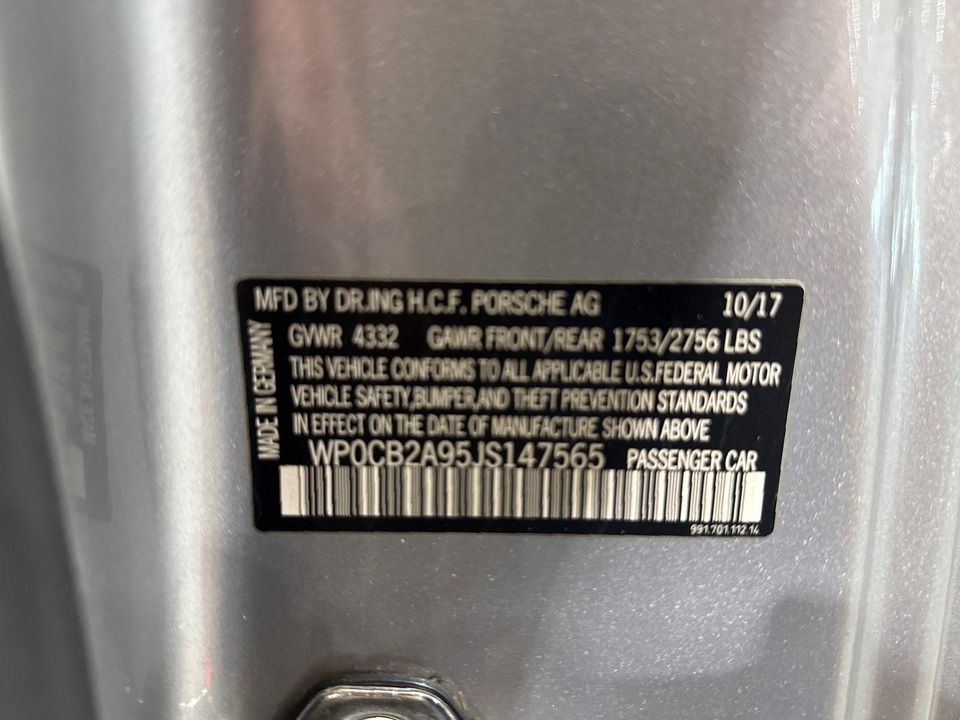 MFD BY DR.ING H.C.F. PORSCHE AG 10/17
GVWR 4332 GAWR FRONT/REAR 1753/2756 LBS
THIS VEHICLE CONFORMS TO ALL APPLICABLE U.S.FEDERAL MOTOR
VEHICLE SAFETY,BUMPER,AND THEFT PREVENTION STANDARDS
IN EFFECT ON THE DATE OF MANUFACTURE SHOWN ABOVE
WP0CB2A95JS147565 PASSENGER CAR
991.701.112.14
MADE IN GERMANY